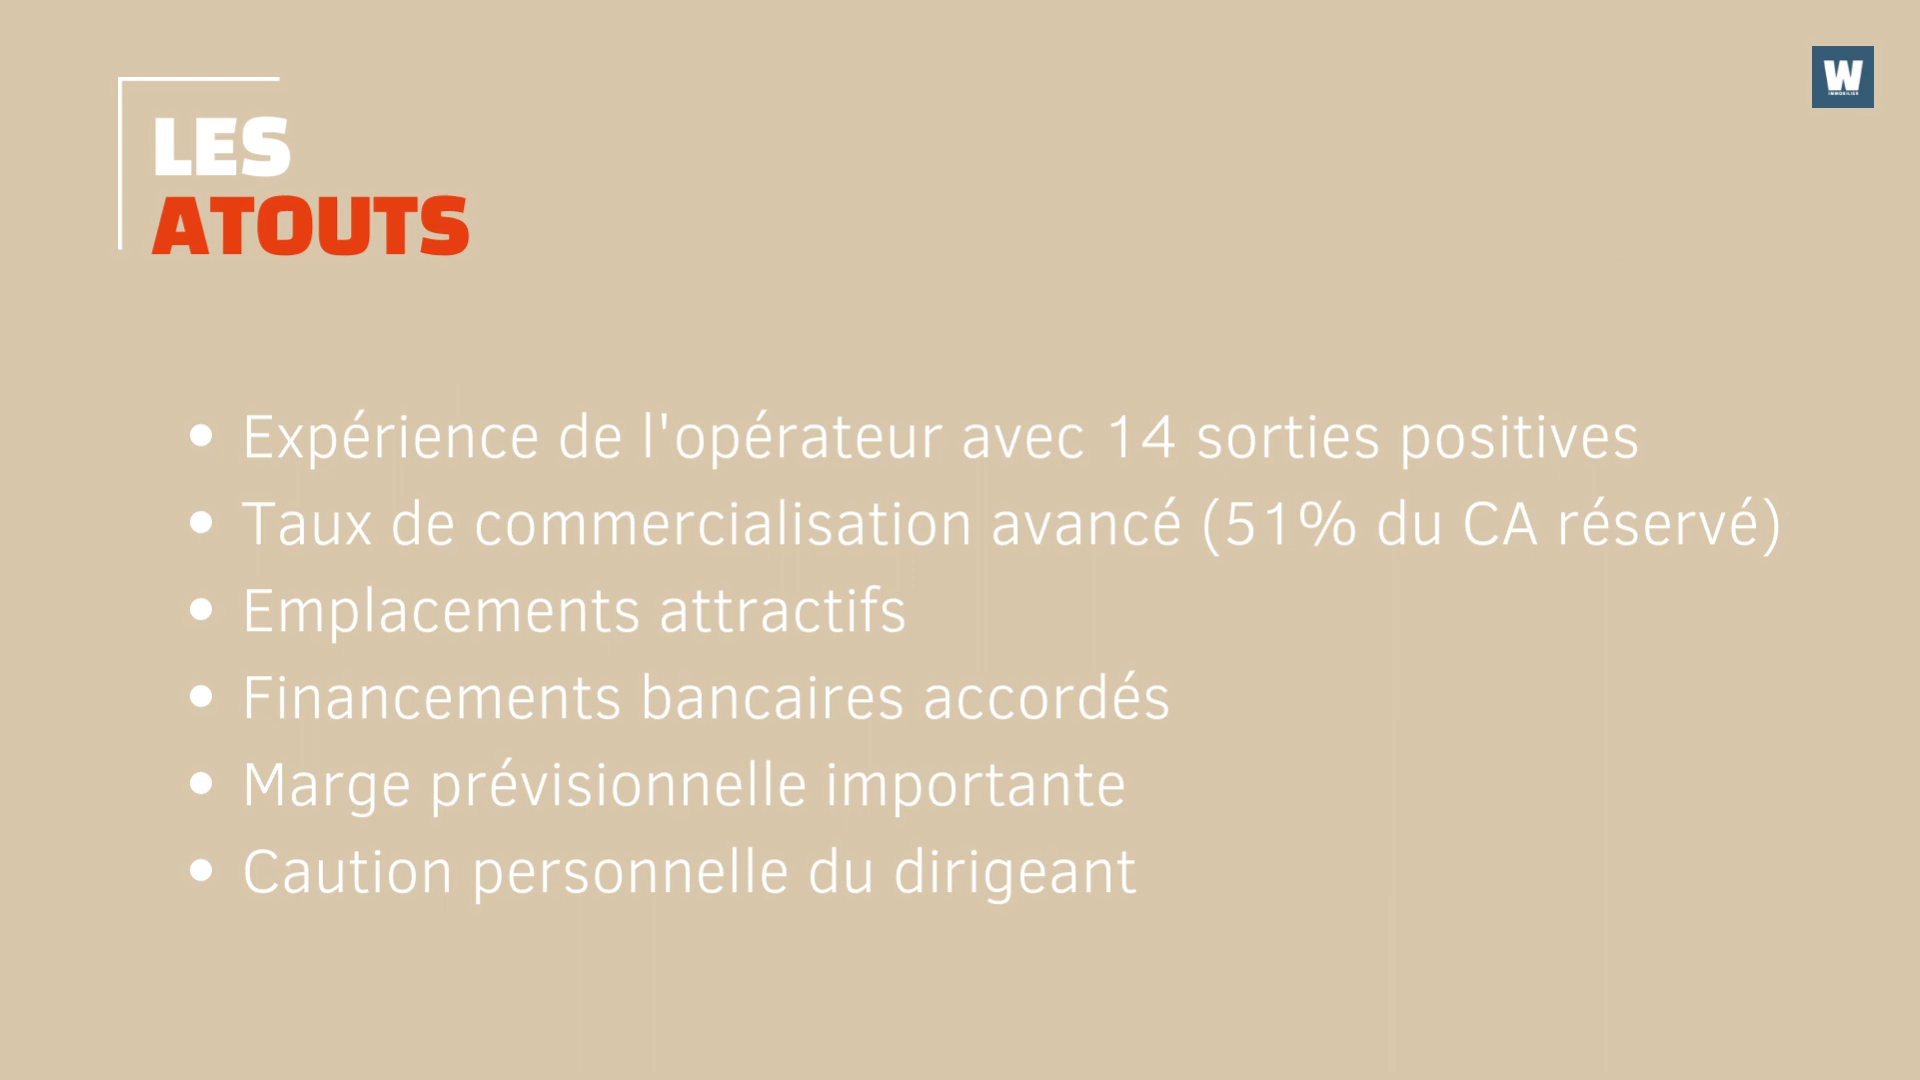 LES
ATOUTS
W
IMMOBILIER
• Expérience de l'opérateur avec 14 sorties positives
• Taux de commercialisation avancé (51% du CA réservé)
• Emplacements attractifs
• Financements bancaires accordés
• Marge prévisionnelle importante
• Caution personnelle du dirigeant